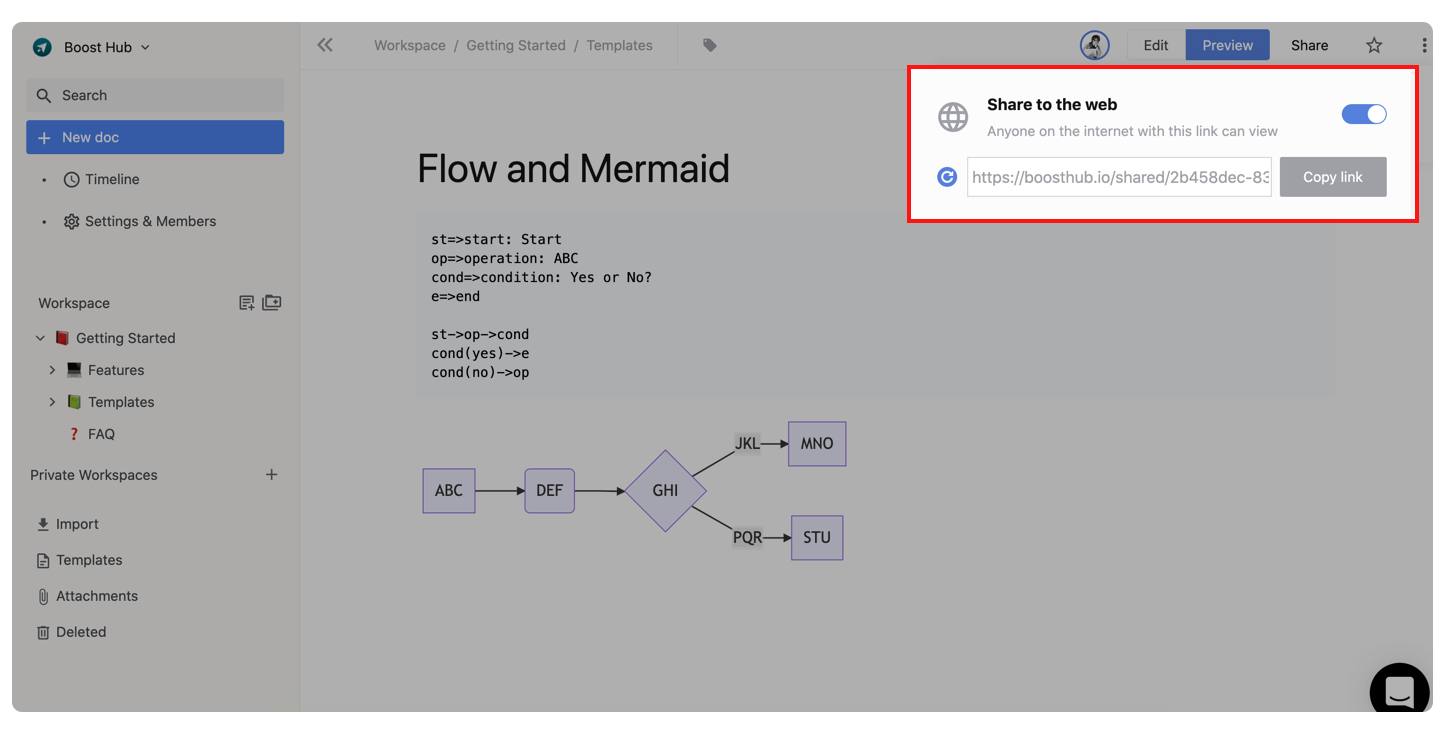 Boost Hub
Search
New doc
Timeline
Settings & Members
Workspace
Getting Started
Features
Templates
FAQ
Private Workspaces
Import
Templates
Attachments
Deleted
Workspace / Getting Started / Templates
Edit
Preview
Share
Share to the web
Anyone on the internet with this link can view
https://boosthub.io/shared/2b458dec-83
Copy link
Flow and Mermaid
st=>start: Start
op=>operation: ABC
cond=>condition: Yes or No?
e=>end
st->op->cond
cond(yes)->e
cond(no)->op
ABC
DEF
GHI
JKL
MNO
PQR
STU